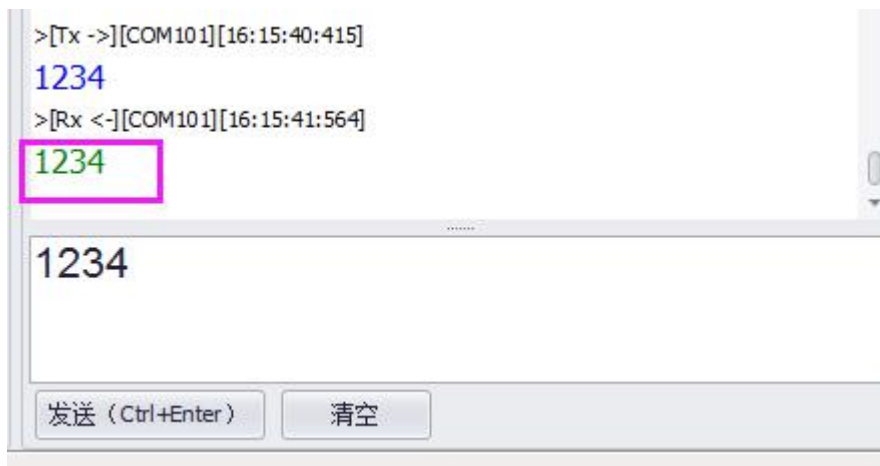 >[Tx ->][COM101][16:15:40:415]
1234
>[Rx <-][COM101][16:15:41:564]
1234
1234
发送（Ctrl+Enter） 清空